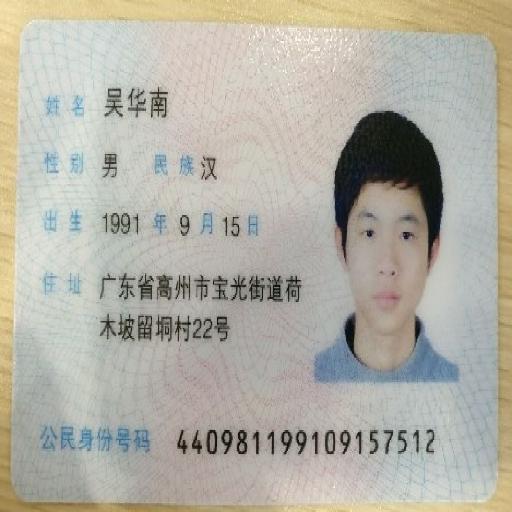 姓名 吴华南
性别 男 民族 汉
出生 1991 年 9 月 15 日
住址 广东省高州市宝光街道荷
木坡留垌村22号
公民身份号码 440981199109157512